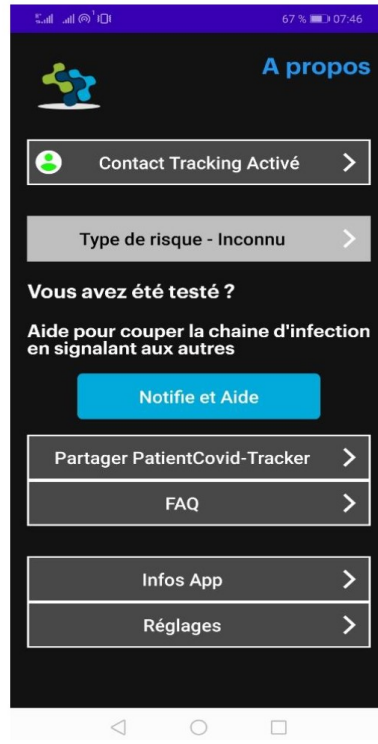 67 % 07:46
A propos
Contact Tracking Activé
Type de risque - Inconnu
Vous avez été testé ?
Aide pour couper la chaine d'infection
en signalant aux autres
Notifie et Aide
Partager PatientCovid-Tracker
FAQ
Infos App
Réglages